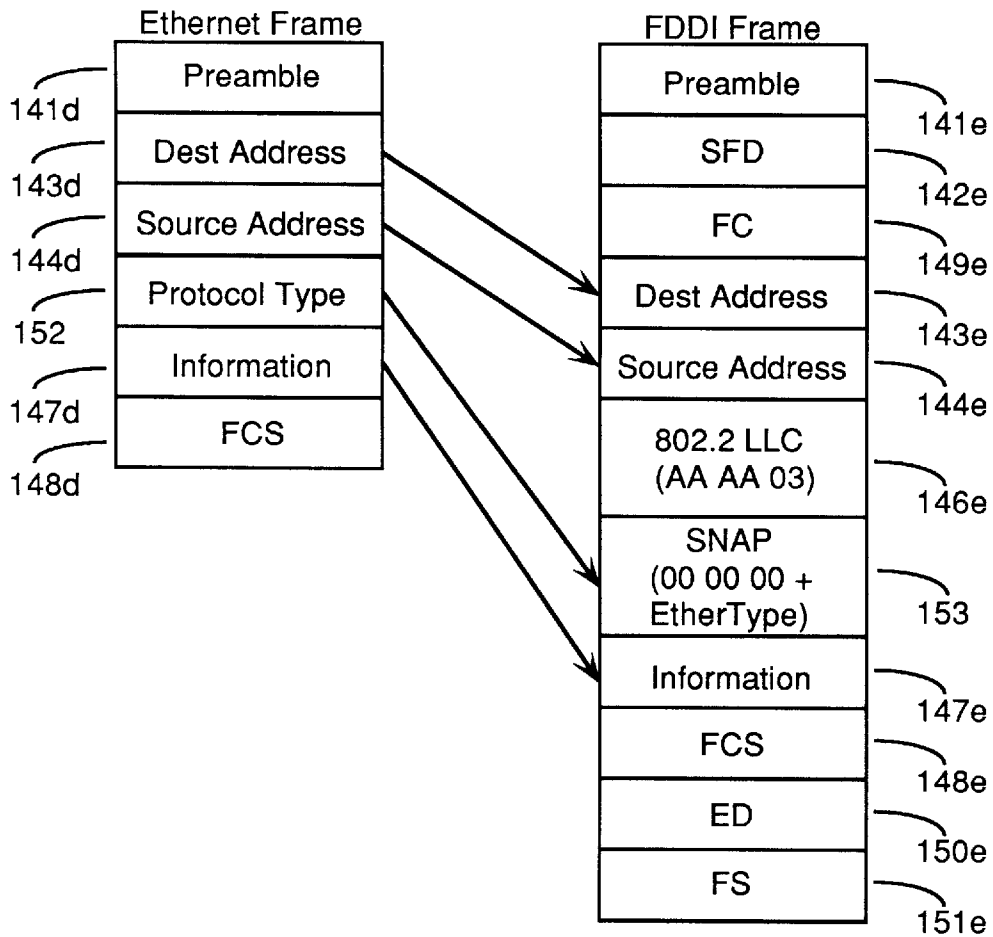 Ethernet Frame
Preamble
141d
Dest Address
143d
Source Address
144d
Protocol Type
152
Information
147d
FCS
148d
FDDI Frame
Preamble
141e
SFD
142e
FC
149e
Dest Address
143e
Source Address
144e
802.2 LLC
(AA AA 03)
146e
SNAP
(00 00 00 +
EtherType)
153
Information
147e
FCS
148e
ED
150e
FS
151e